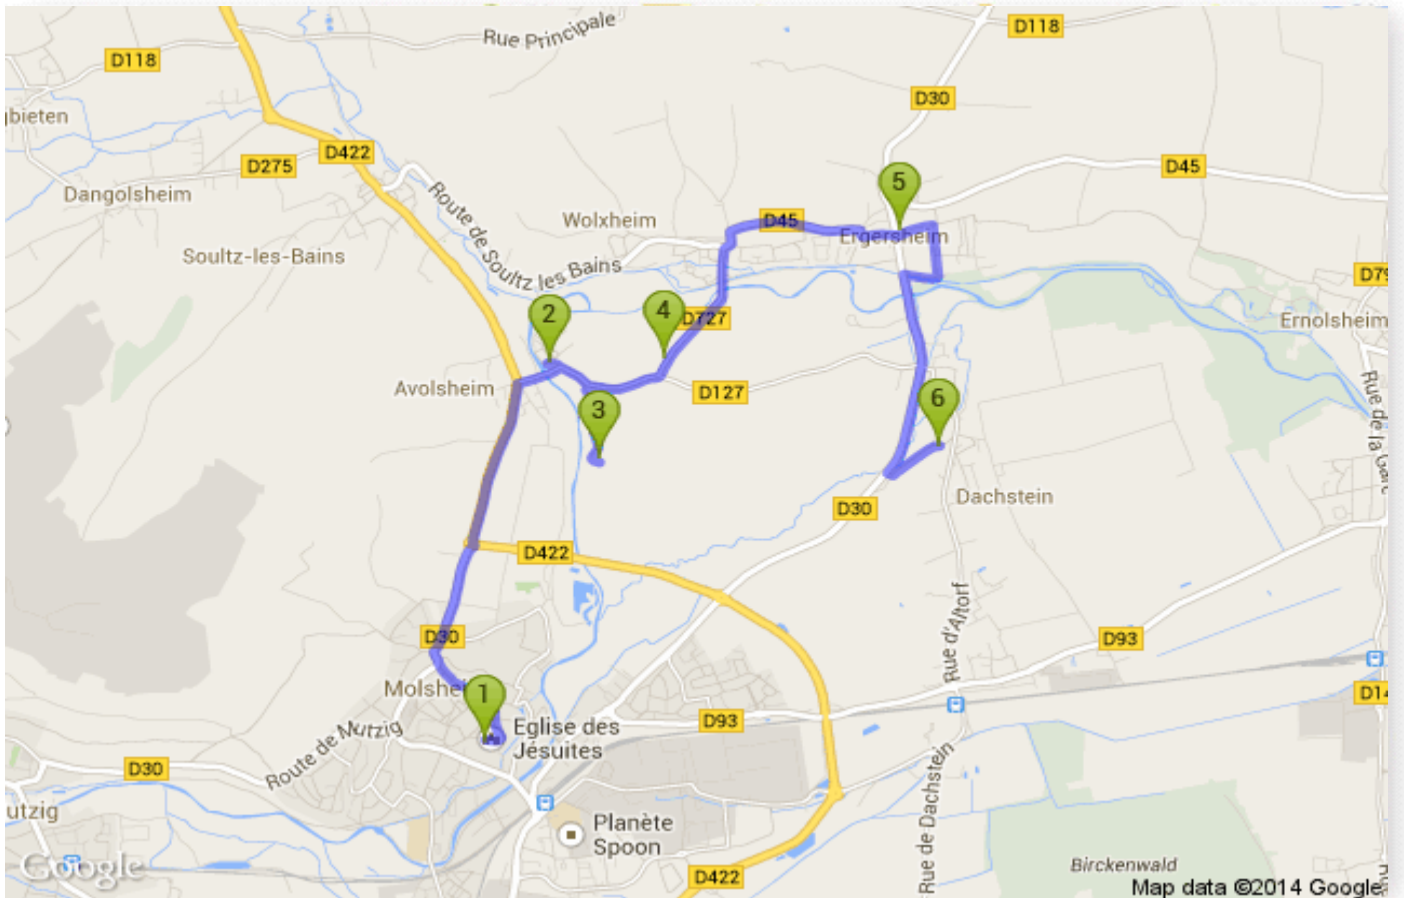 Rue Principale
D118
D118
D30
gbieten
D422
D275
D45
Dangolsheim
5
Route de Soultz les Bains
Wolxheim
D45
Ergersheim
Soultz-les-Bains
2
4
D727
Ernolsheim
Avolsheim
D127
3
6
Rue de la Gare
Dachstein
D30
D422
Rue d'Altorf
D30
D93
Molshei
1
D93
Eglise des
Jésuites
Route de Mutzig
D30
utzig
Planète
Spoon
Rue de Dachstein
D422
Birckenwald
Google
Map data ©2014 Google